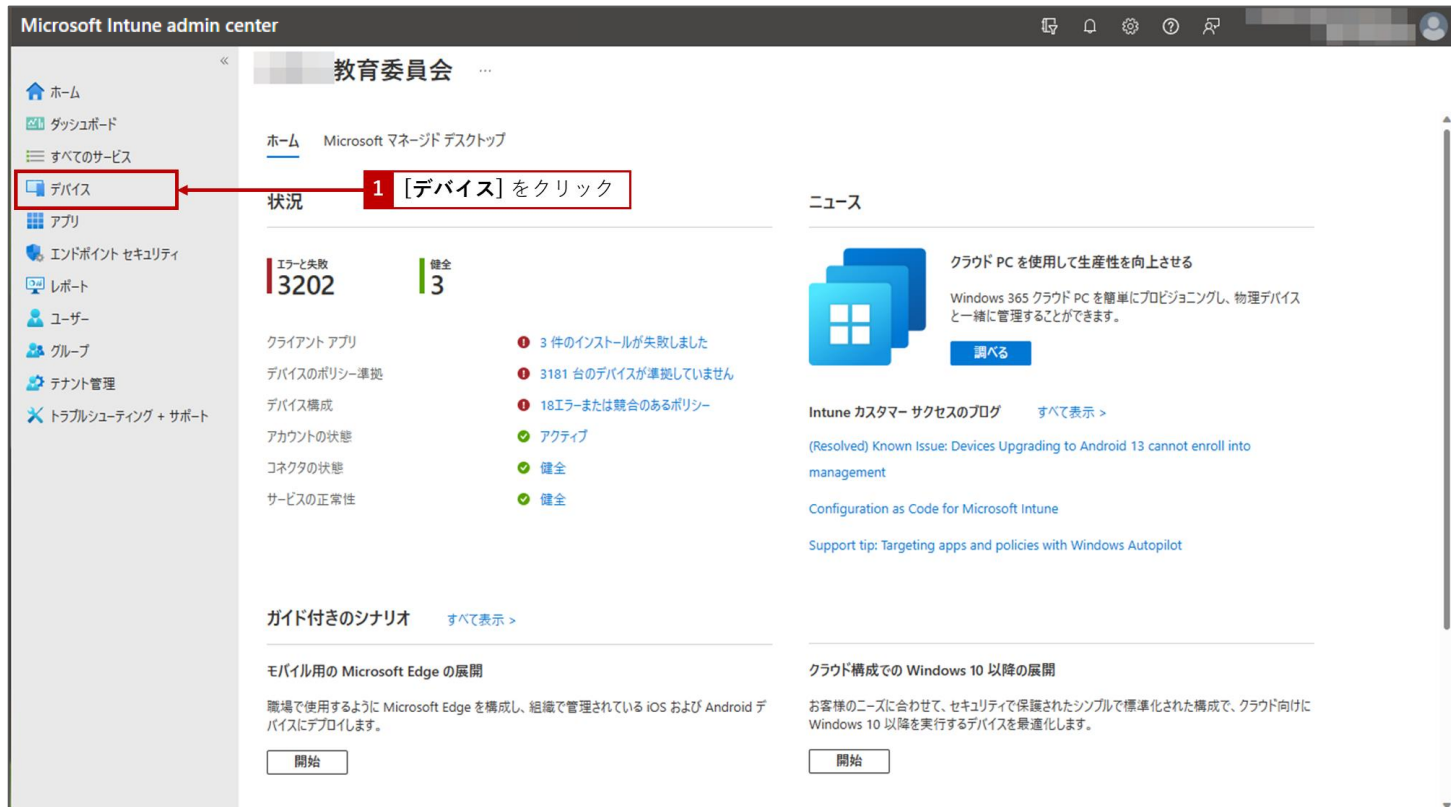 Microsoft Intune admin center
«
教育委員会 …
ホーム
ダッシュボード
すべてのサービス
デバイス
アプリ
エンドポイント セキュリティ
レポート
ユーザー
グループ
テナント管理
トラブルシューティング + サポート
ホーム Microsoft マネージド デスクトップ
1 [デバイス] をクリック
状況
エラーと失敗
3202
健全
3
クライアント アプリ 3 件のインストールが失敗しました
デバイスのポリシー準拠 3181 台のデバイスが準拠していません
デバイス構成 18エラーまたは競合のあるポリシー
アカウントの状態 アクティブ
コネクタの状態 健全
サービスの正常性 健全
ニュース
クラウド PC を使用して生産性を向上させる
Windows 365 クラウド PC を簡単にプロビジョニングし、物理デバイス
と一緒に管理することができます。
調べる
Intune カスタマー サクセスのブログ すべて表示 >
(Resolved) Known Issue: Devices Upgrading to Android 13 cannot enroll into
management
Configuration as Code for Microsoft Intune
Support tip: Targeting apps and policies with Windows Autopilot
ガイド付きのシナリオ すべて表示 >
モバイル用の Microsoft Edge の展開
職場で使用するように Microsoft Edge を構成し、組織で管理されている iOS および Android デ
バイスにデプロイします。
開始
クラウド構成での Windows 10 以降の展開
お客様のニーズに合わせて、セキュリティで保護されたシンプルで標準化された構成で、クラウド向けに
Windows 10 以降を実行するデバイスを最適化します。
開始